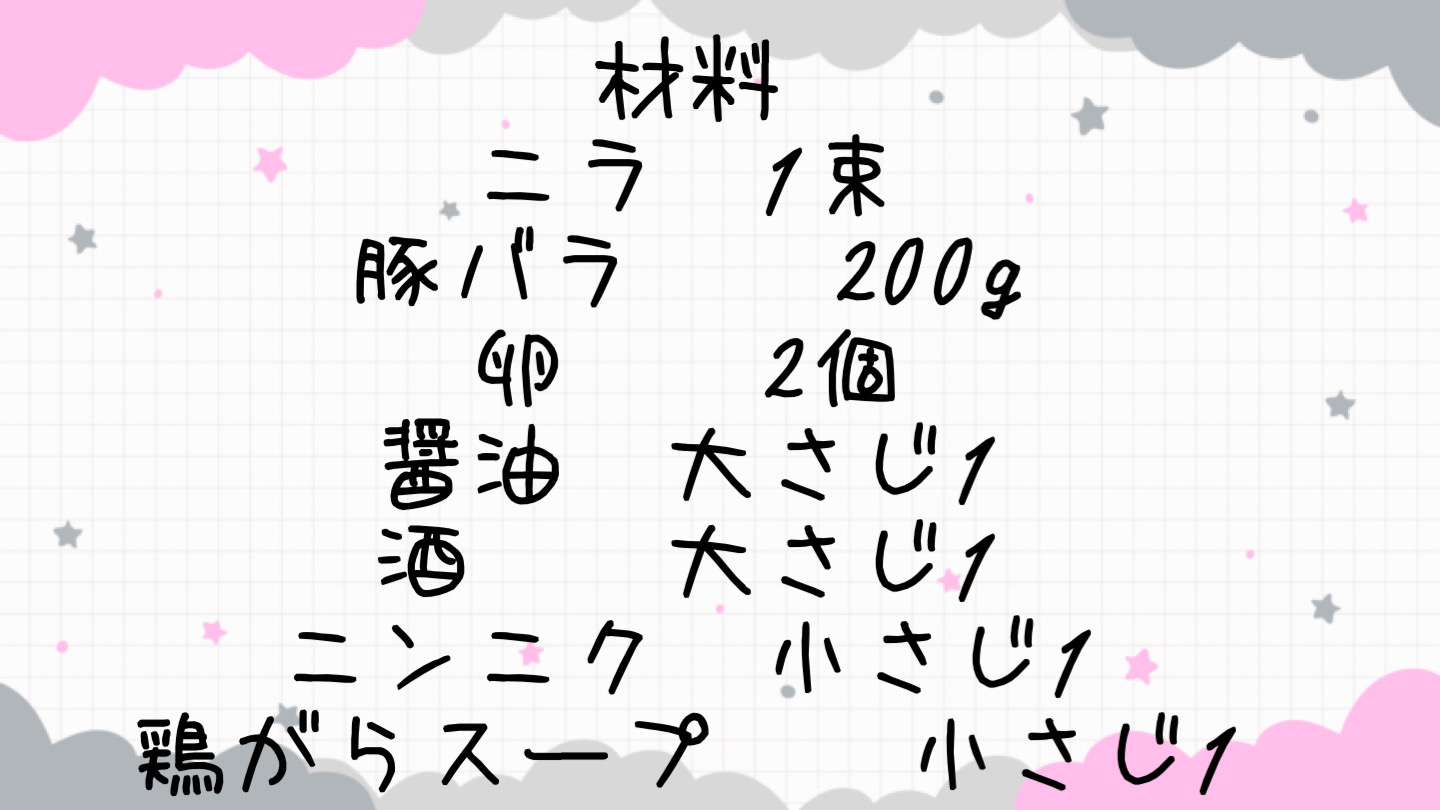 材料
ニラ 1束
豚バラ 200g
卵 2個
醤油 大さじ1
酒 大さじ1
ニンニク 小さじ1
鶏がらスープ 小さじ1